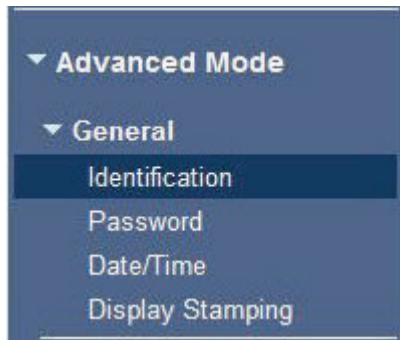 Advanced Mode
General
Identification
Password
Date/Time
Display Stamping